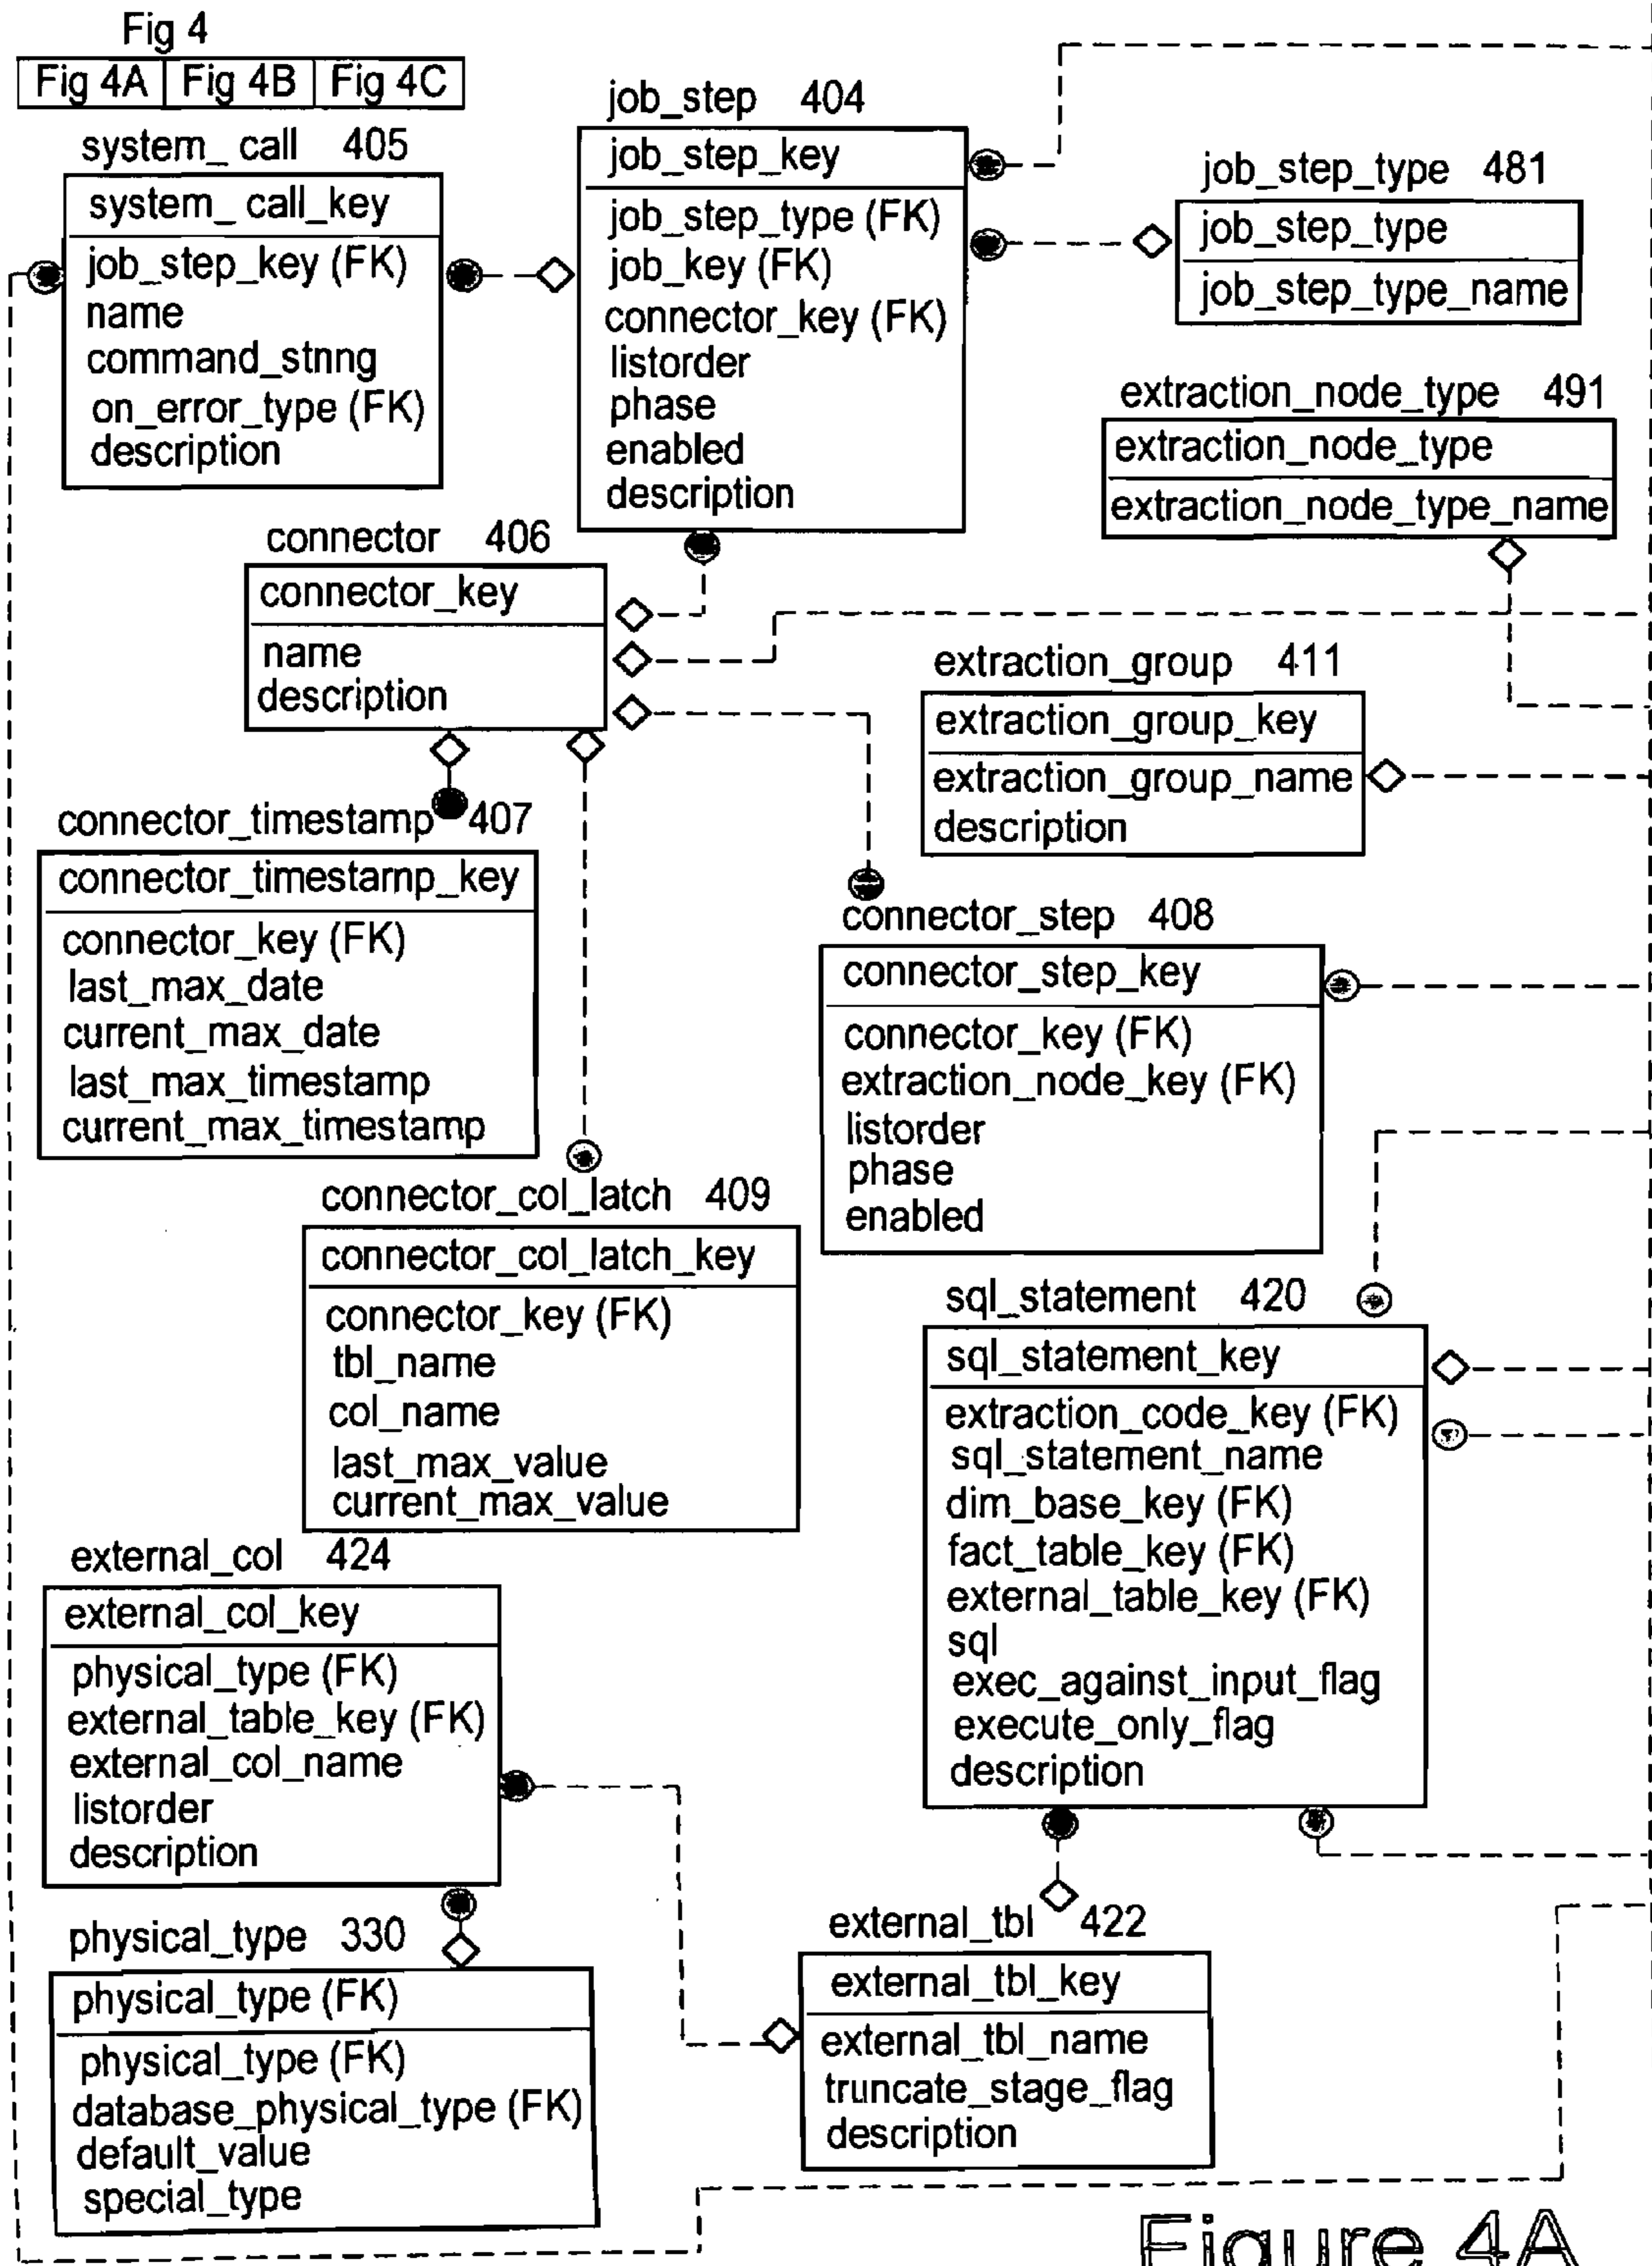 Fig 4
Fig 4A Fig 4B Fig 4C
system_ call 405
system_ call_key
job_step_key (FK)
name
command_stnng
on_error_type (FK)
description
job_step 404
job_step_key
job_step_type (FK)
job_key (FK)
connector_key (FK)
listorder
phase
enabled
description
job_step_type 481
job_step_type
job_step_type_name
extraction_node_type 491
extraction_node_type
extraction_node_type_name
connector 406
connector_key
name
description
extraction_group 411
extraction_group_key
extraction_group_name
description
connector_timestamp 407
connector_timestamp_key
connector_key (FK)
last_max_date
current_max_date
last_max_timestamp
current_max_timestamp
connector_step 408
connector_step_key
connector_key (FK)
extraction_node_key (FK)
listorder
phase
enabled
connector_col_latch 409
connector_col_latch_key
connector_key (FK)
tbl_name
col_name
last_max_value
current_max_value
sql_statement 420
sql_statement_key
extraction_code_key (FK)
sql_statement_name
dim_base_key (FK)
fact_table_key (FK)
external_table_key (FK)
sql
exec_against_input_flag
execute_only_flag
description
external_col 424
external_col_key
physical_type (FK)
external_table_key (FK)
external_col_name
listorder
description
physical_type 330
physical_type (FK)
physical_type (FK)
database_physical_type (FK)
default_value
special_type
external_tbl 422
external_tbl_key
external_tbl_name
truncate_stage_flag
description
Figure 4A